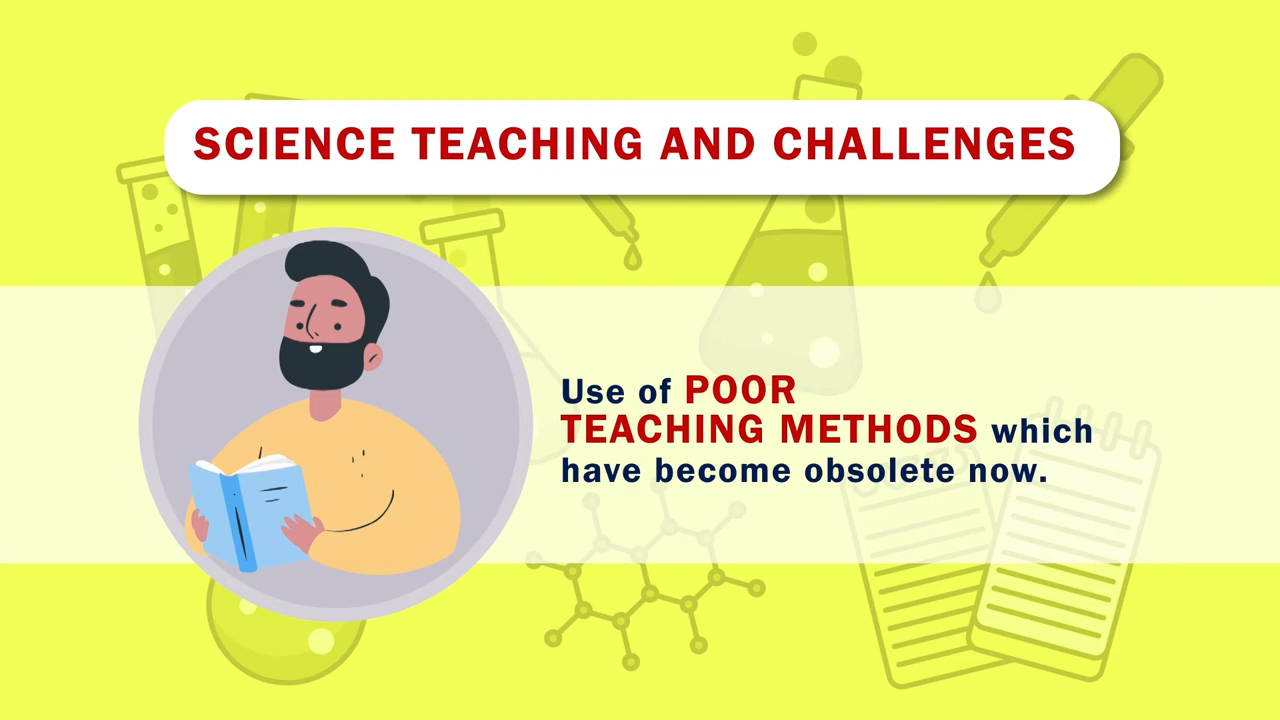 SCIENCE TEACHING AND CHALLENGES
Use of POOR
TEACHING METHODS which
have become obsolete now.